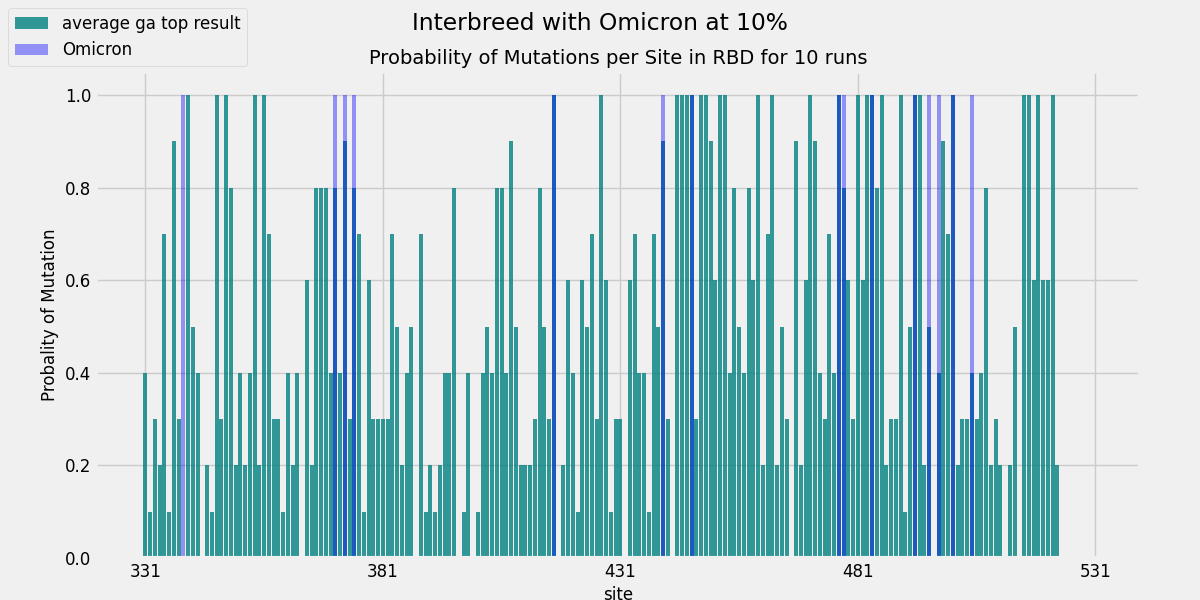 average ga top result
Omicron
Interbreed with Omicron at 10%
Probability of Mutations per Site in RBD for 10 runs
Probality of Mutation
1.0
0.8
0.6
0.4
0.2
0.0
331
381
431
481
531
site